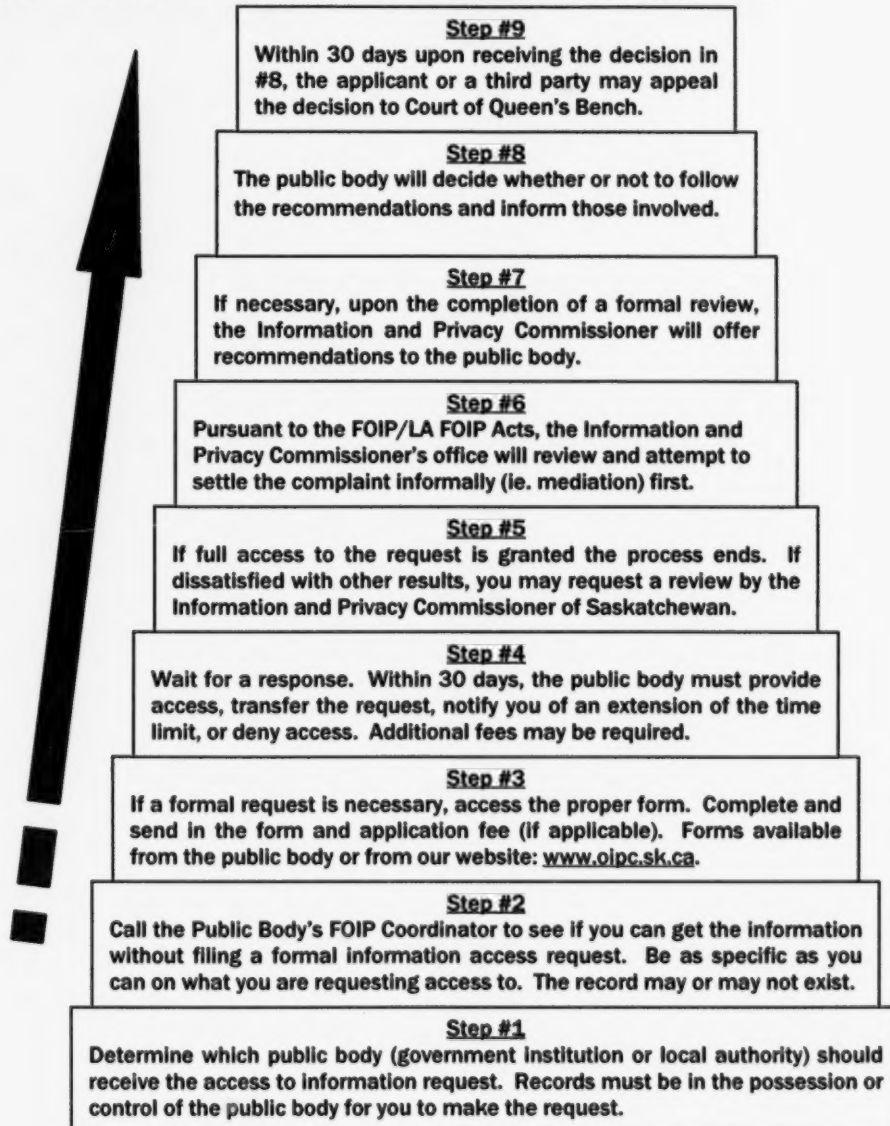 Step #9
Within 30 days upon receiving the decision in
#8, the applicant or a third party may appeal
the decision to Court of Queen's Bench.
Step #8
The public body will decide whether or not to follow
the recommendations and inform those involved.
Step #7
If necessary, upon the completion of a formal review,
the Information and Privacy Commissioner will offer
recommendations to the public body.
Step #6
Pursuant to the FOIP/LA FOIP Acts, the Information and
Privacy Commissioner's office will review and attempt to
settle the complaint informally (ie. mediation) first.
Step #5
If full access to the request is granted the process ends. If
dissatisfied with other results, you may request a review by the
Information and Privacy Commissioner of Saskatchewan.
Step #4
Wait for a response. Within 30 days, the public body must provide
access, transfer the request, notify you of an extension of the time
limit, or deny access. Additional fees may be required.
Step #3
If a formal request is necessary, access the proper form. Complete and
send in the form and application fee (if applicable). Forms available
from the public body or from our website: www.oipc.sk.ca.
Step #2
Call the Public Body's FOIP Coordinator to see if you can get the information
without filing a formal information access request. Be as specific as you
can on what you are requesting access to. The record may or may not exist.
Step #1
Determine which public body (government institution or local authority) should
receive the access to information request. Records must be in the possession or
control of the public body for you to make the request.